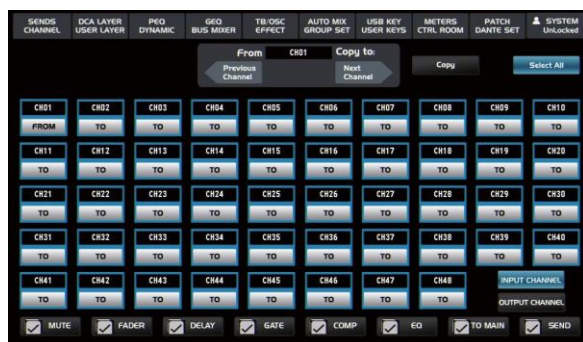 SENDS DCA LAYER PEQ GEQ TB/OSC AUTO MIX USB KEY METERS PATCH SYSTEM
CHANNEL USER LAYER DYNAMIC BUS MIXER EFFECT GROUP SET USER KEYS CTRL ROOM DANTE SET UnLocked
From CH01 Copy to:
Previous Channel Next Channel Copy Select All
CH01 CH02 CH03 CH04 CH05 CH06 CH07 CH08 CH09 CH10
FROM TO TO TO TO TO TO TO TO TO
CH11 CH12 CH13 CH14 CH15 CH16 CH17 CH18 CH19 CH20
TO TO TO TO TO TO TO TO TO TO
CH21 CH22 CH23 CH24 CH25 CH26 CH27 CH28 CH29 CH30
TO TO TO TO TO TO TO TO TO TO
CH31 CH32 CH33 CH34 CH35 CH36 CH37 CH38 CH39 CH40
TO TO TO TO TO TO TO TO TO TO
CH41 CH42 CH43 CH44 CH45 CH46 CH47 CH48 INPUT CHANNEL
TO TO TO TO TO TO TO TO OUTPUT CHANNEL
MUTE FADER DELAY GATE COMP EQ TO MAIN SEND